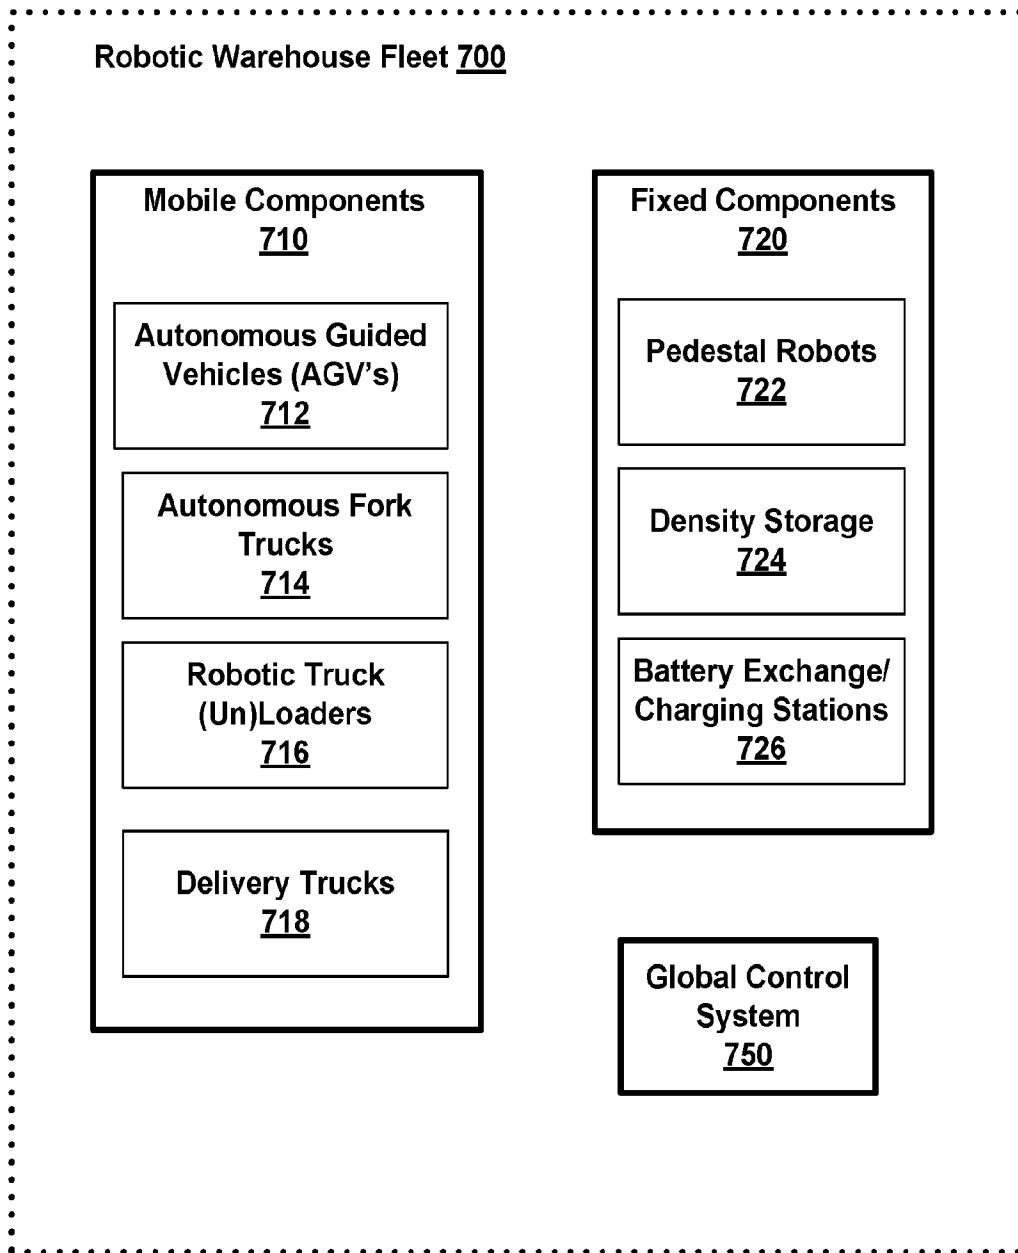 Robotic Warehouse Fleet 700
Mobile Components
710
Autonomous Guided
Vehicles (AGV's)
712
Autonomous Fork
Trucks
714
Robotic Truck
(Un)Loaders
716
Delivery Trucks
718
Fixed Components
720
Pedestal Robots
722
Density Storage
724
Battery Exchange/
Charging Stations
726
Global Control
System
750